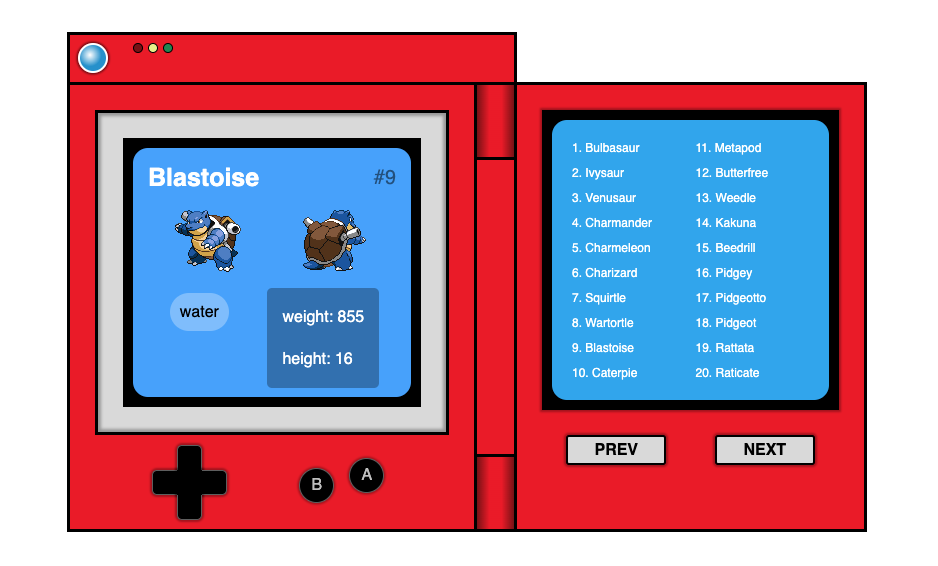 Blastoise #9
water
weight: 855
height: 16
B A
1. Bulbasaur
2. Ivysaur
3. Venusaur
4. Charmander
5. Charmeleon
6. Charizard
7. Squirtle
8. Wartortle
9. Blastoise
10. Caterpie
11. Metapod
12. Butterfree
13. Weedle
14. Kakuna
15. Beedrill
16. Pidgey
17. Pidgeotto
18. Pidgeot
19. Rattata
20. Raticate
PREV NEXT